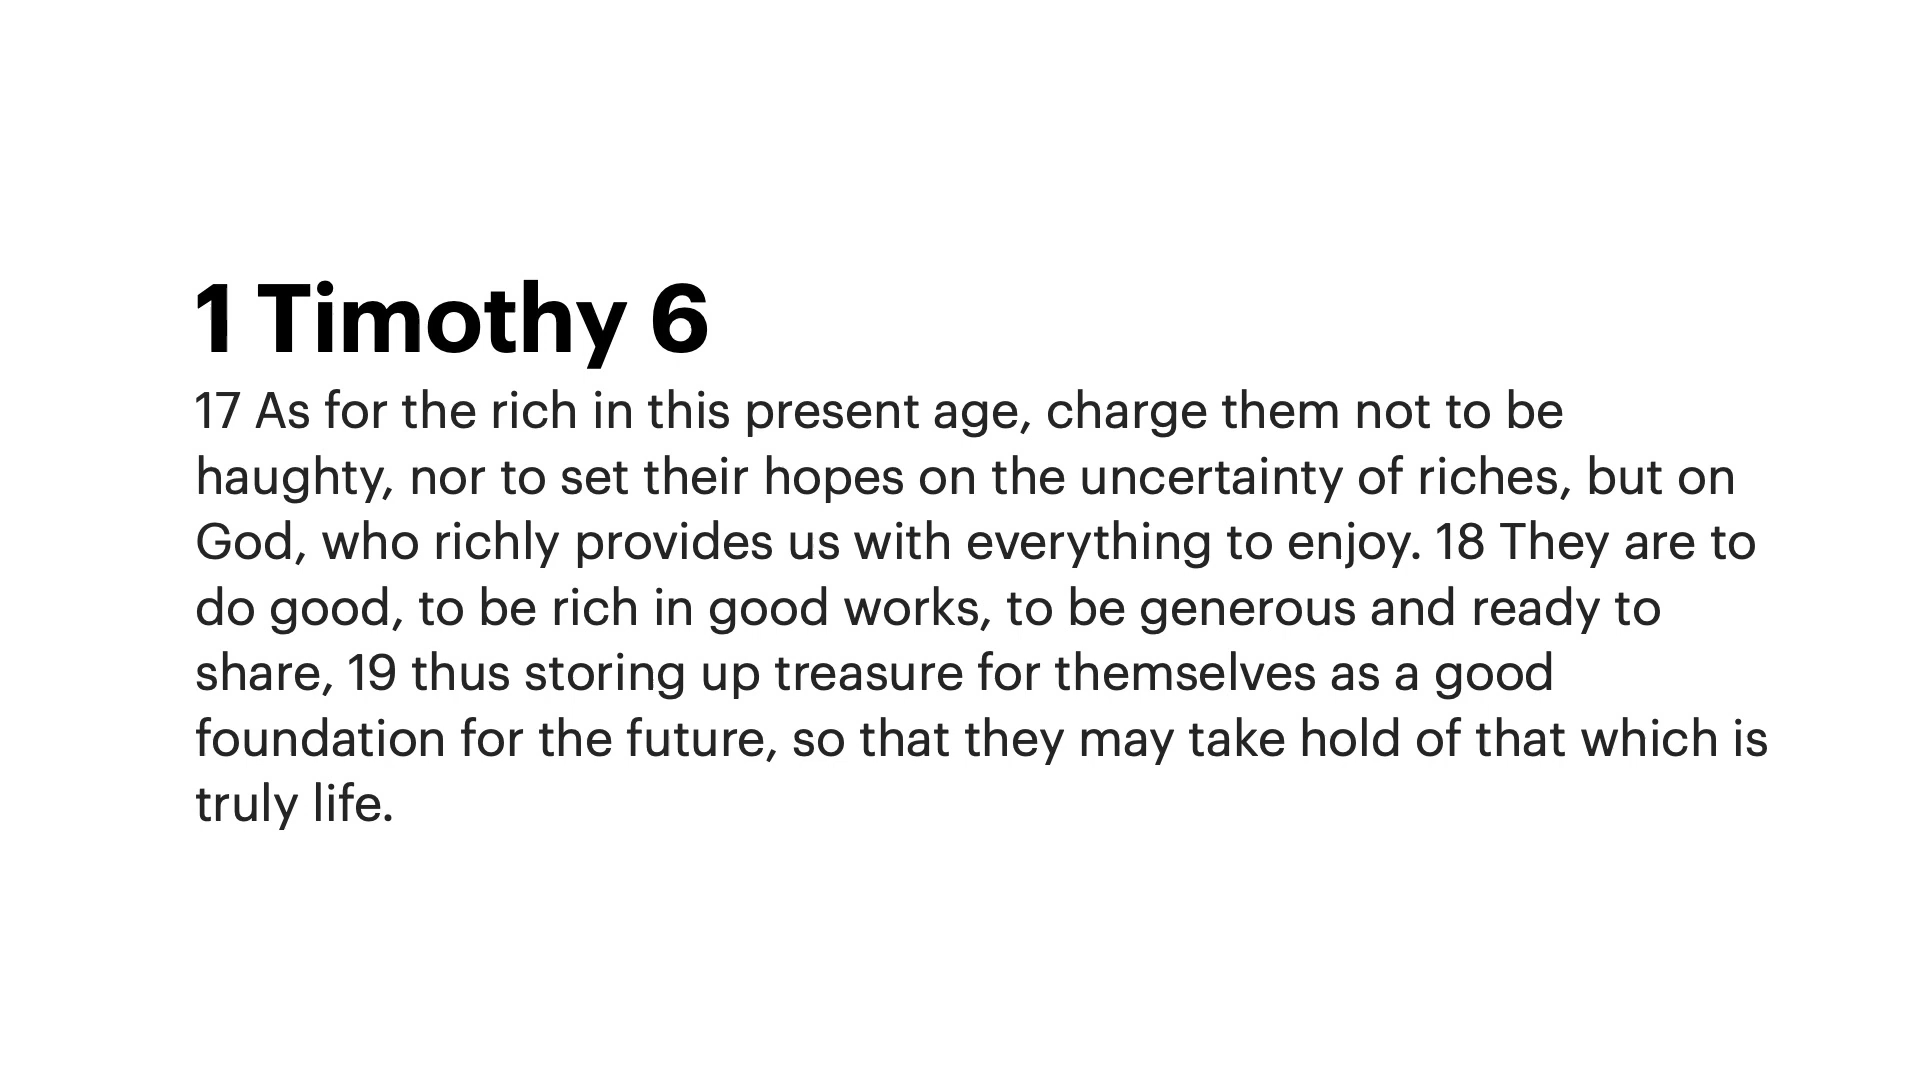 1 Timothy 6
17 As for the rich in this present age, charge them not to be
haughty, nor to set their hopes on the uncertainty of riches, but on
God, who richly provides us with everything to enjoy. 18 They are to
do good, to be rich in good works, to be generous and ready to
share, 19 thus storing up treasure for themselves as a good
foundation for the future, so that they may take hold of that which is
truly life.